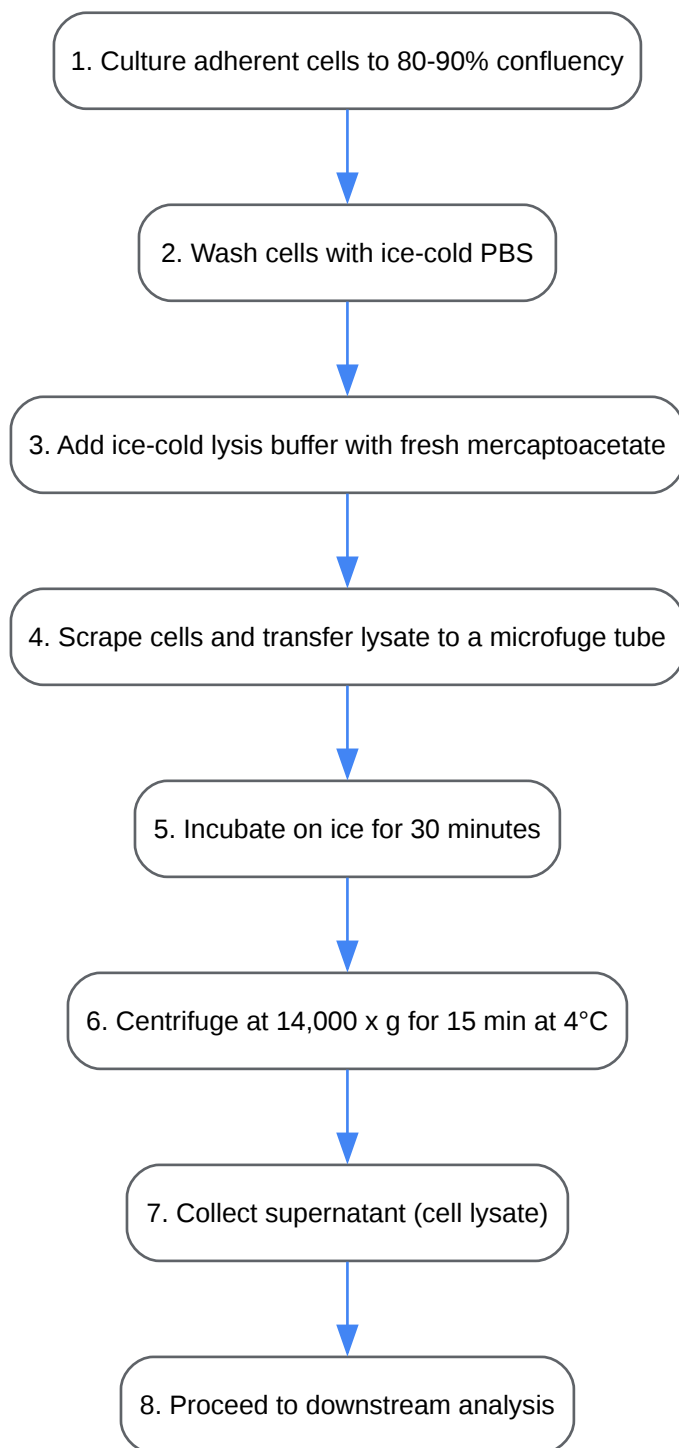 1. Culture adherent cells to 80-90% confluency
2. Wash cells with ice-cold PBS
3. Add ice-cold lysis buffer with fresh mercaptoacetate
4. Scrape cells and transfer lysate to a microfuge tube
5. Incubate on ice for 30 minutes
6. Centrifuge at 14,000 x g for 15 min at 4°C
7. Collect supernatant (cell lysate)
8. Proceed to downstream analysis